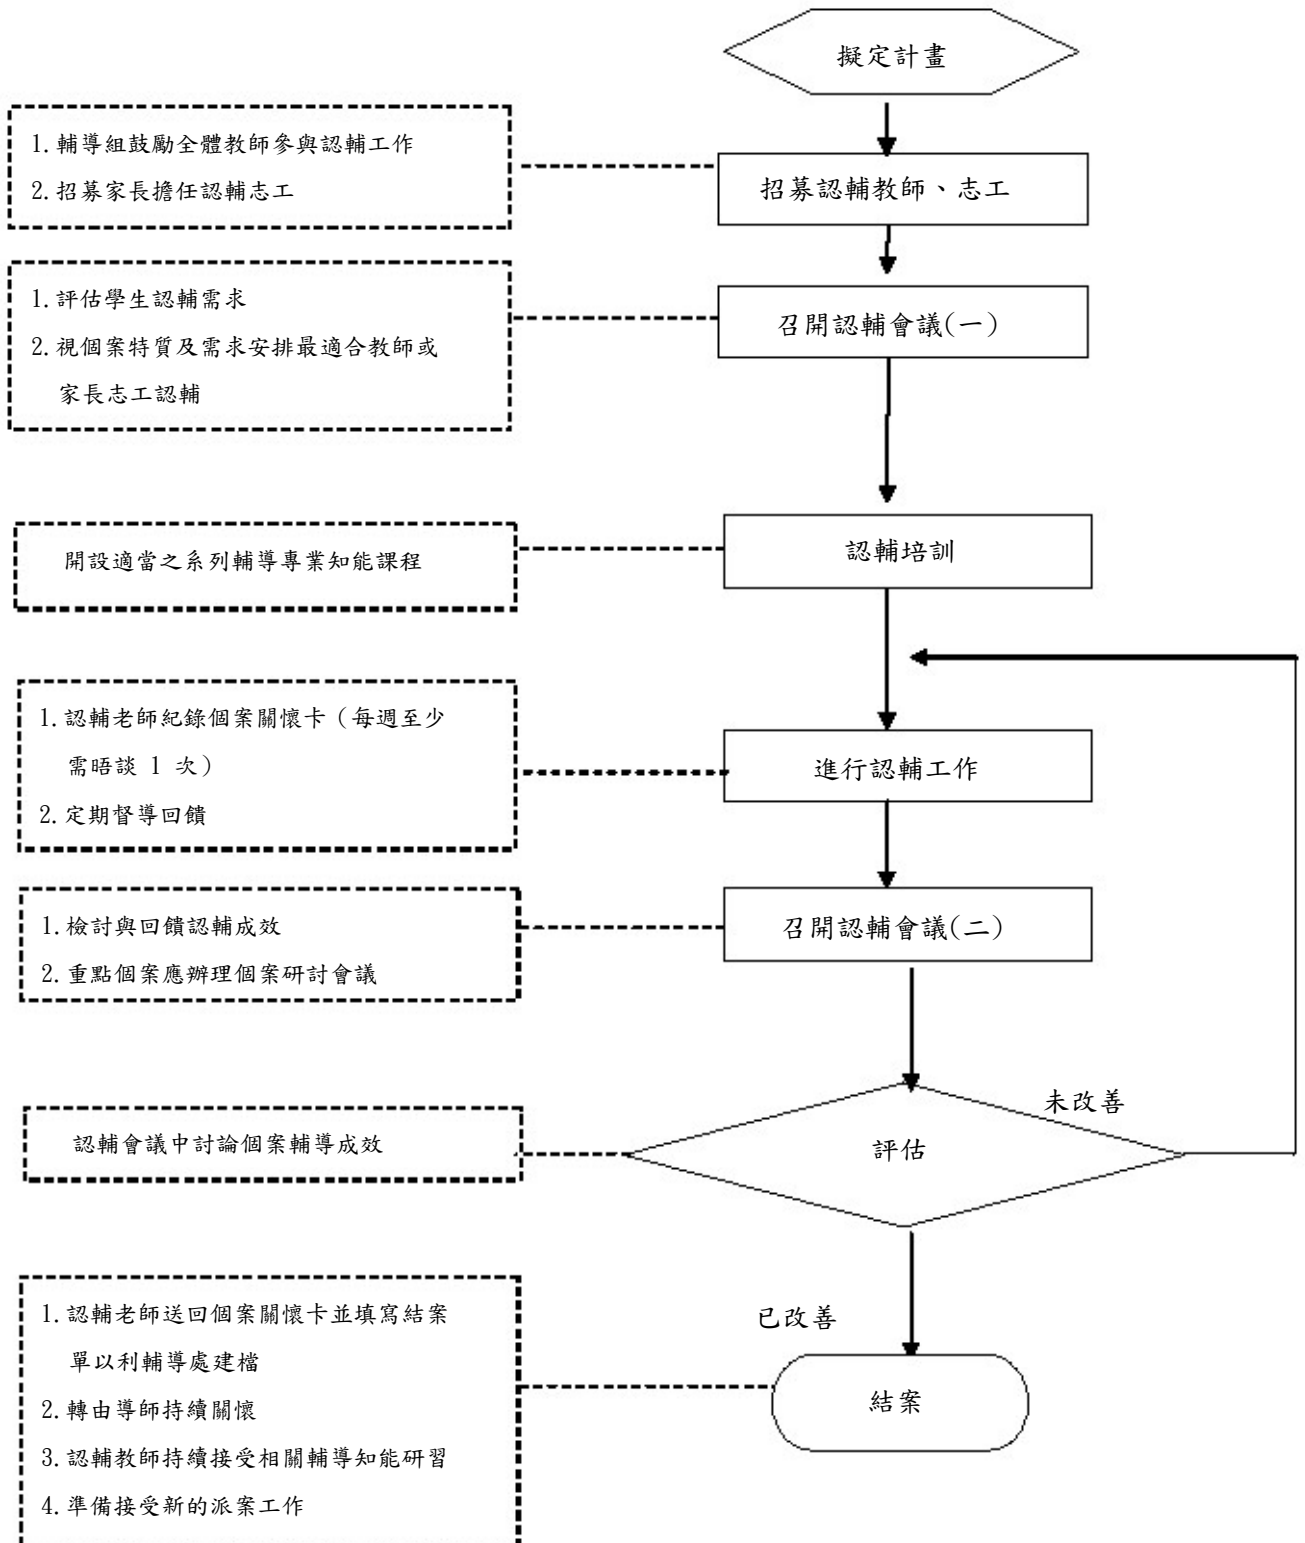 擬定計畫
1.輔導組鼓勵全體教師參與認輔工作
2.招募家長擔任認輔志工
招募認輔教師、志工
1.評估學生認輔需求
2.視個案特質及需求安排最適合教師或
家長志工認輔
召開認輔會議(一)
開設適當之系列輔導專業知能課程
認輔培訓
1.認輔老師紀錄個案關懷卡（每週至少
需晤談 1 次）
2.定期督導回饋
進行認輔工作
1.檢討與回饋認輔成效
2.重點個案應辦理個案研討會議
召開認輔會議(二)
未改善
認輔會議中討論個案輔導成效
評估
已改善
1.認輔老師送回個案關懷卡並填寫結案
單以利輔導處建檔
2.轉由導師持續關懷
3.認輔教師持續接受相關輔導知能研習
4.準備接受新的派案工作
結案